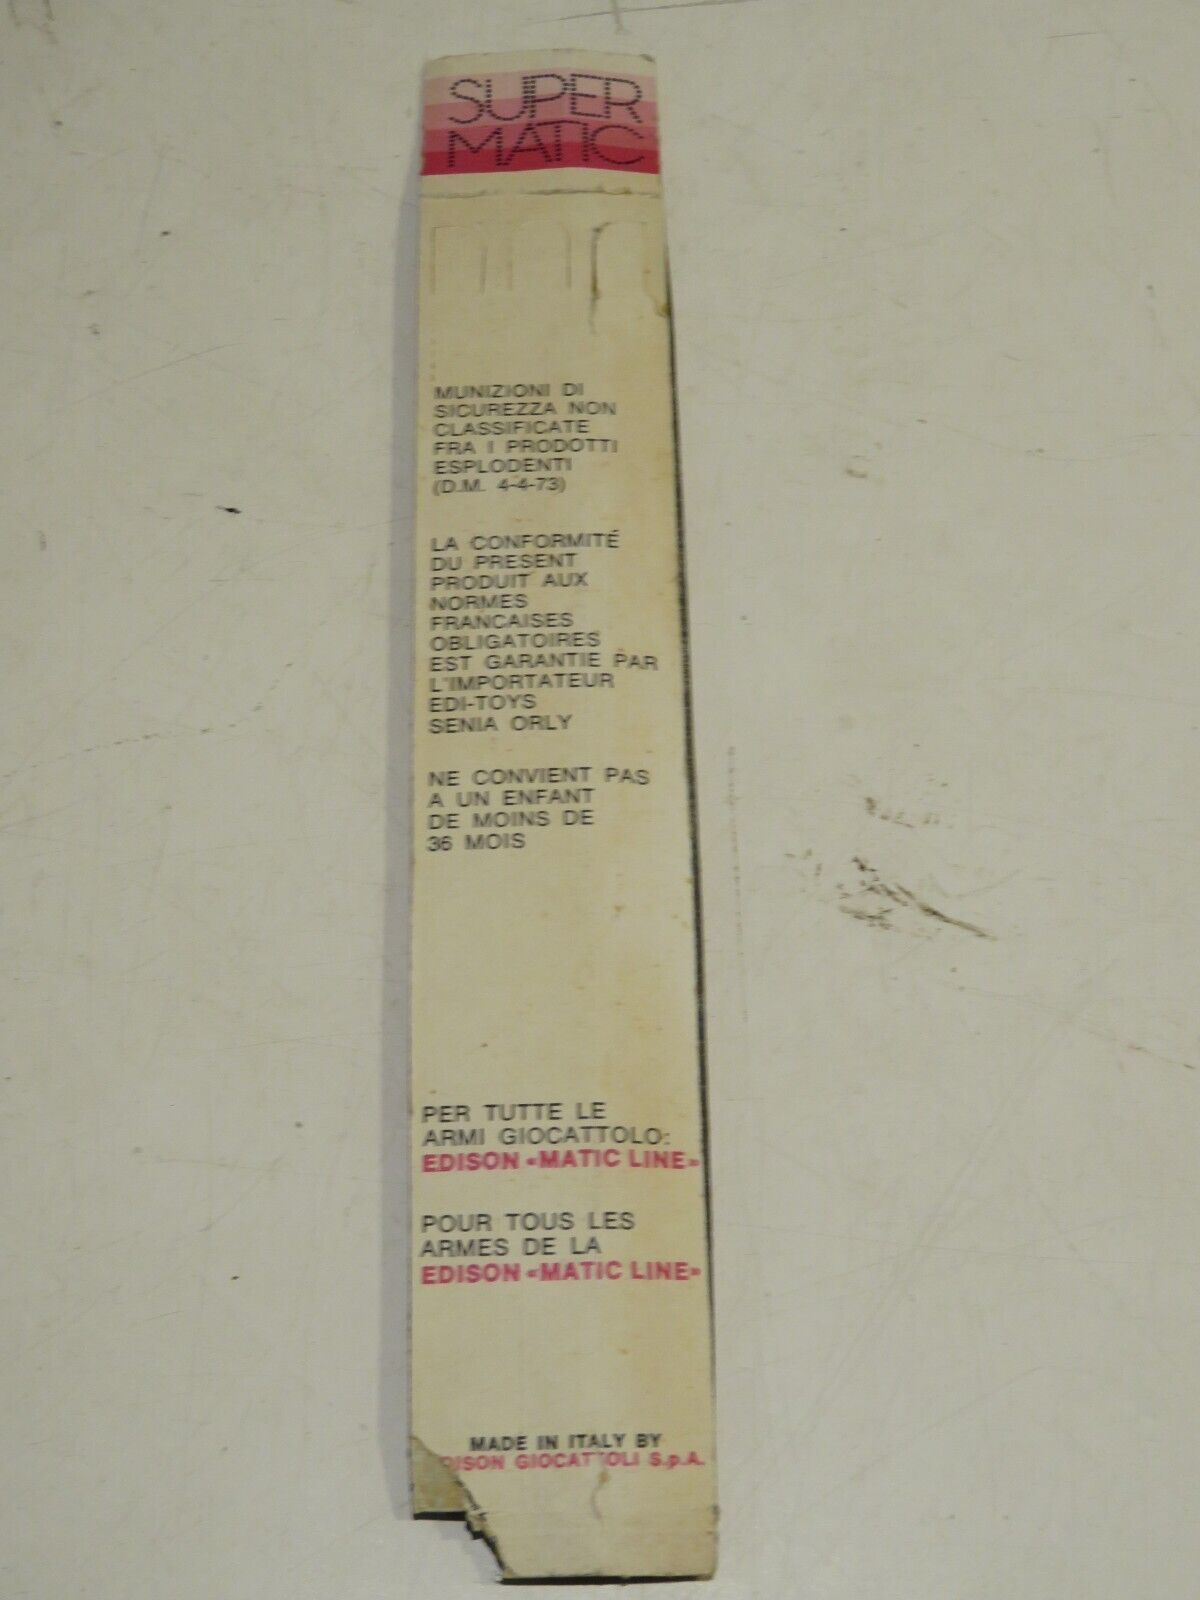 SUPER
MATIC
MUNIZIONI DI
SICUREZZA NON
CLASSIFICATE
FRA I PRODOTTI
ESPLODENTI
(D.M. 4-4-73)
LA CONFORMITÉ
DU PRESENT
PRODUIT AUX
NORMES
FRANCAISES
OBLIGATOIRES
EST GARANTIE PAR
L'IMPORTATEUR
EDI-TOYS
SENIA ORLY
NE CONVIENT PAS
A UN ENFANT
DE MOINS DE
36 MOIS
PER TUTTE LE
ARMI GIOCATTOLO:
EDISON «MATIC LINE»
POUR TOUS LES
ARMES DE LA
EDISON «MATIC LINE»
MADE IN ITALY BY
DISON GIOCATTOLI S.p.A.